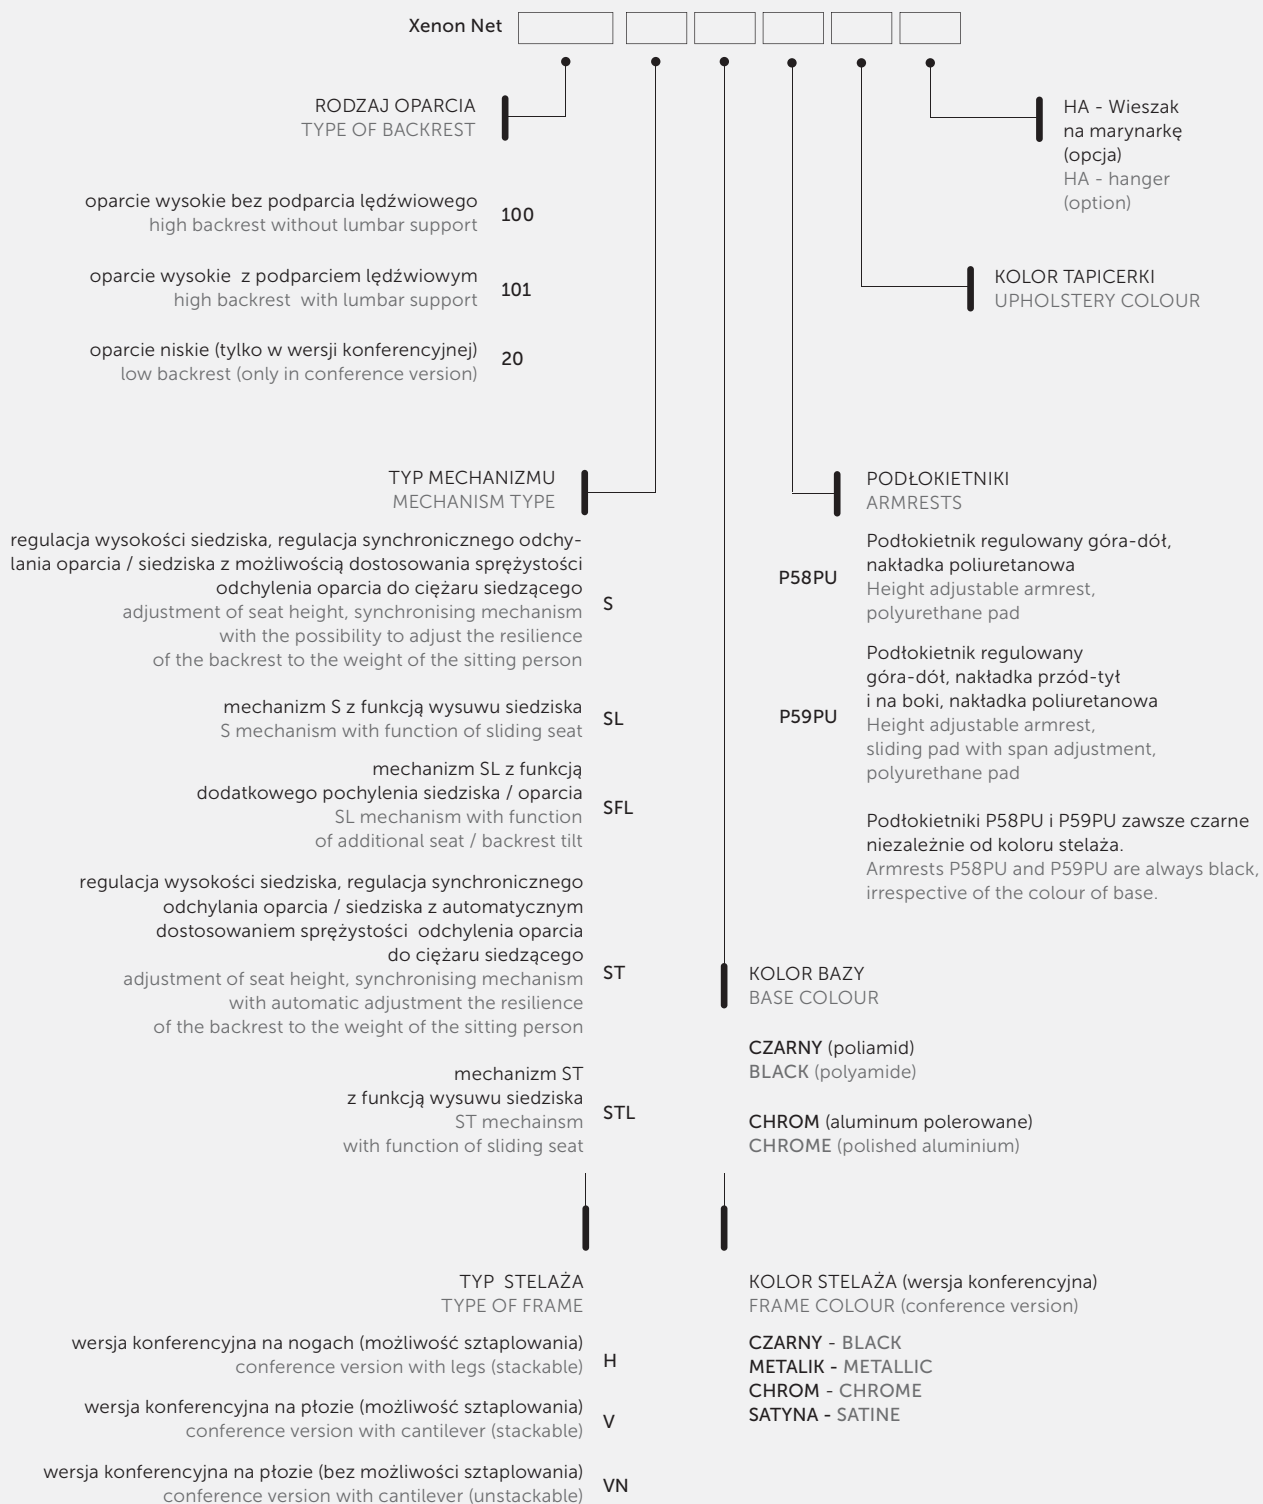 Xenon Net
RODZAJ OPARCIA
TYPE OF BACKREST
oparcie wysokie bez podparcia lędźwiowego
high backrest without lumbar support
100
oparcie wysokie z podparciem lędźwiowym
high backrest with lumbar support
101
oparcie niskie (tylko w wersji konferencyjnej)
low backrest (only in conference version)
20
HA - Wieszak
na marynarkę
(opcja)
HA - hanger
(option)
KOLOR TAPICERKI
UPHOLSTERY COLOUR
TYP MECHANIZMU
MECHANISM TYPE
regulacja wysokości siedziska, regulacja synchronicznego odchy-
lania oparcia / siedziska z możliwością dostosowania sprężystości
odchylenia oparcia do ciężaru siedzącego
adjustment of seat height, synchronising mechanism
with the possibility to adjust the resilience
of the backrest to the weight of the sitting person
S
mechanizm S z funkcją wysuwu siedziska
S mechanism with function of sliding seat
SL
mechanizm SL z funkcją
dodatkowego pochylenia siedziska / oparcia
SL mechanism with function
of additional seat / backrest tilt
SFL
regulacja wysokości siedziska, regulacja synchronicznego
odchylania oparcia / siedziska z automatycznym
dostosowaniem sprężystości odchylenia oparcia
do ciężaru siedzącego
adjustment of seat height, synchronising mechanism
with automatic adjustment the resilience
of the backrest to the weight of the sitting person
ST
mechanizm ST
z funkcją wysuwu siedziska
ST mechainsm
with function of sliding seat
STL
PODŁOKIETNIKI
ARMRESTS
P58PU
Podłokietnik regulowany góra-dół,
nakładka poliuretanowa
Height adjustable armrest,
polyurethane pad
P59PU
Podłokietnik regulowany
góra-dół, nakładka przód-tył
i na boki, nakładka poliuretanowa
Height adjustable armrest,
sliding pad with span adjustment,
polyurethane pad
Podłokietniki P58PU i P59PU zawsze czarne
niezależnie od koloru stelaża.
Armrests P58PU and P59PU are always black,
irrespective of the colour of base.
KOLOR BAZY
BASE COLOUR
CZARNY (poliamid)
BLACK (polyamide)
CHROM (aluminum polerowane)
CHROME (polished aluminium)
TYP STELAŻA
TYPE OF FRAME
wersja konferencyjna na nogach (możliwość sztaplowania)
conference version with legs (stackable)
H
wersja konferencyjna na płozie (możliwość sztaplowania)
conference version with cantilever (stackable)
V
wersja konferencyjna na płozie (bez możliwości sztaplowania)
conference version with cantilever (unstackable)
VN
KOLOR STELAŻA (wersja konferencyjna)
FRAME COLOUR (conference version)
CZARNY - BLACK
METALIK - METALLIC
CHROM - CHROME
SATYNA - SATINE